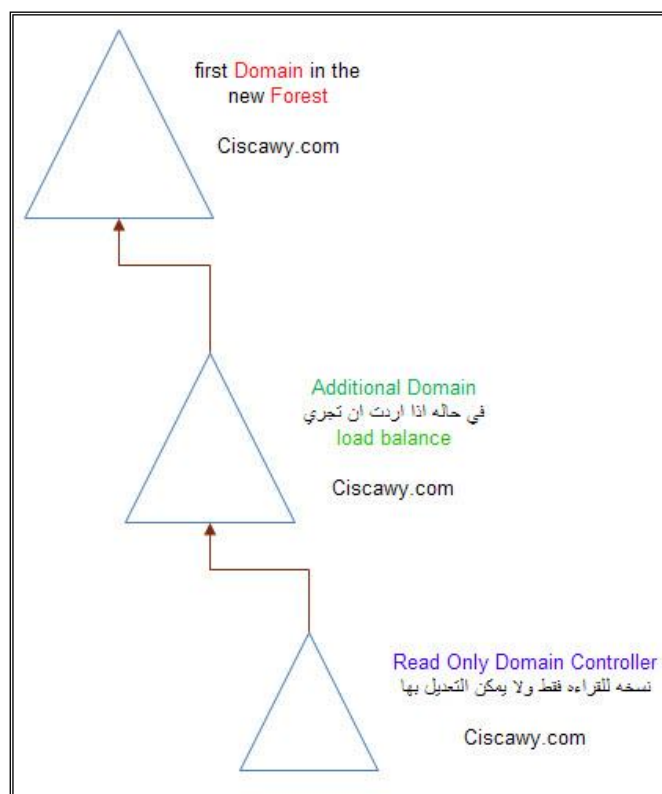 first Domain in the
new Forest
Ciscawy.com
Additional Domain
في حاله اذا اردت ان تجري
load balance
Ciscawy.com
Read Only Domain Controller
نسخه للقراءه فقط ولا يمكن التعديل بها
Ciscawy.com